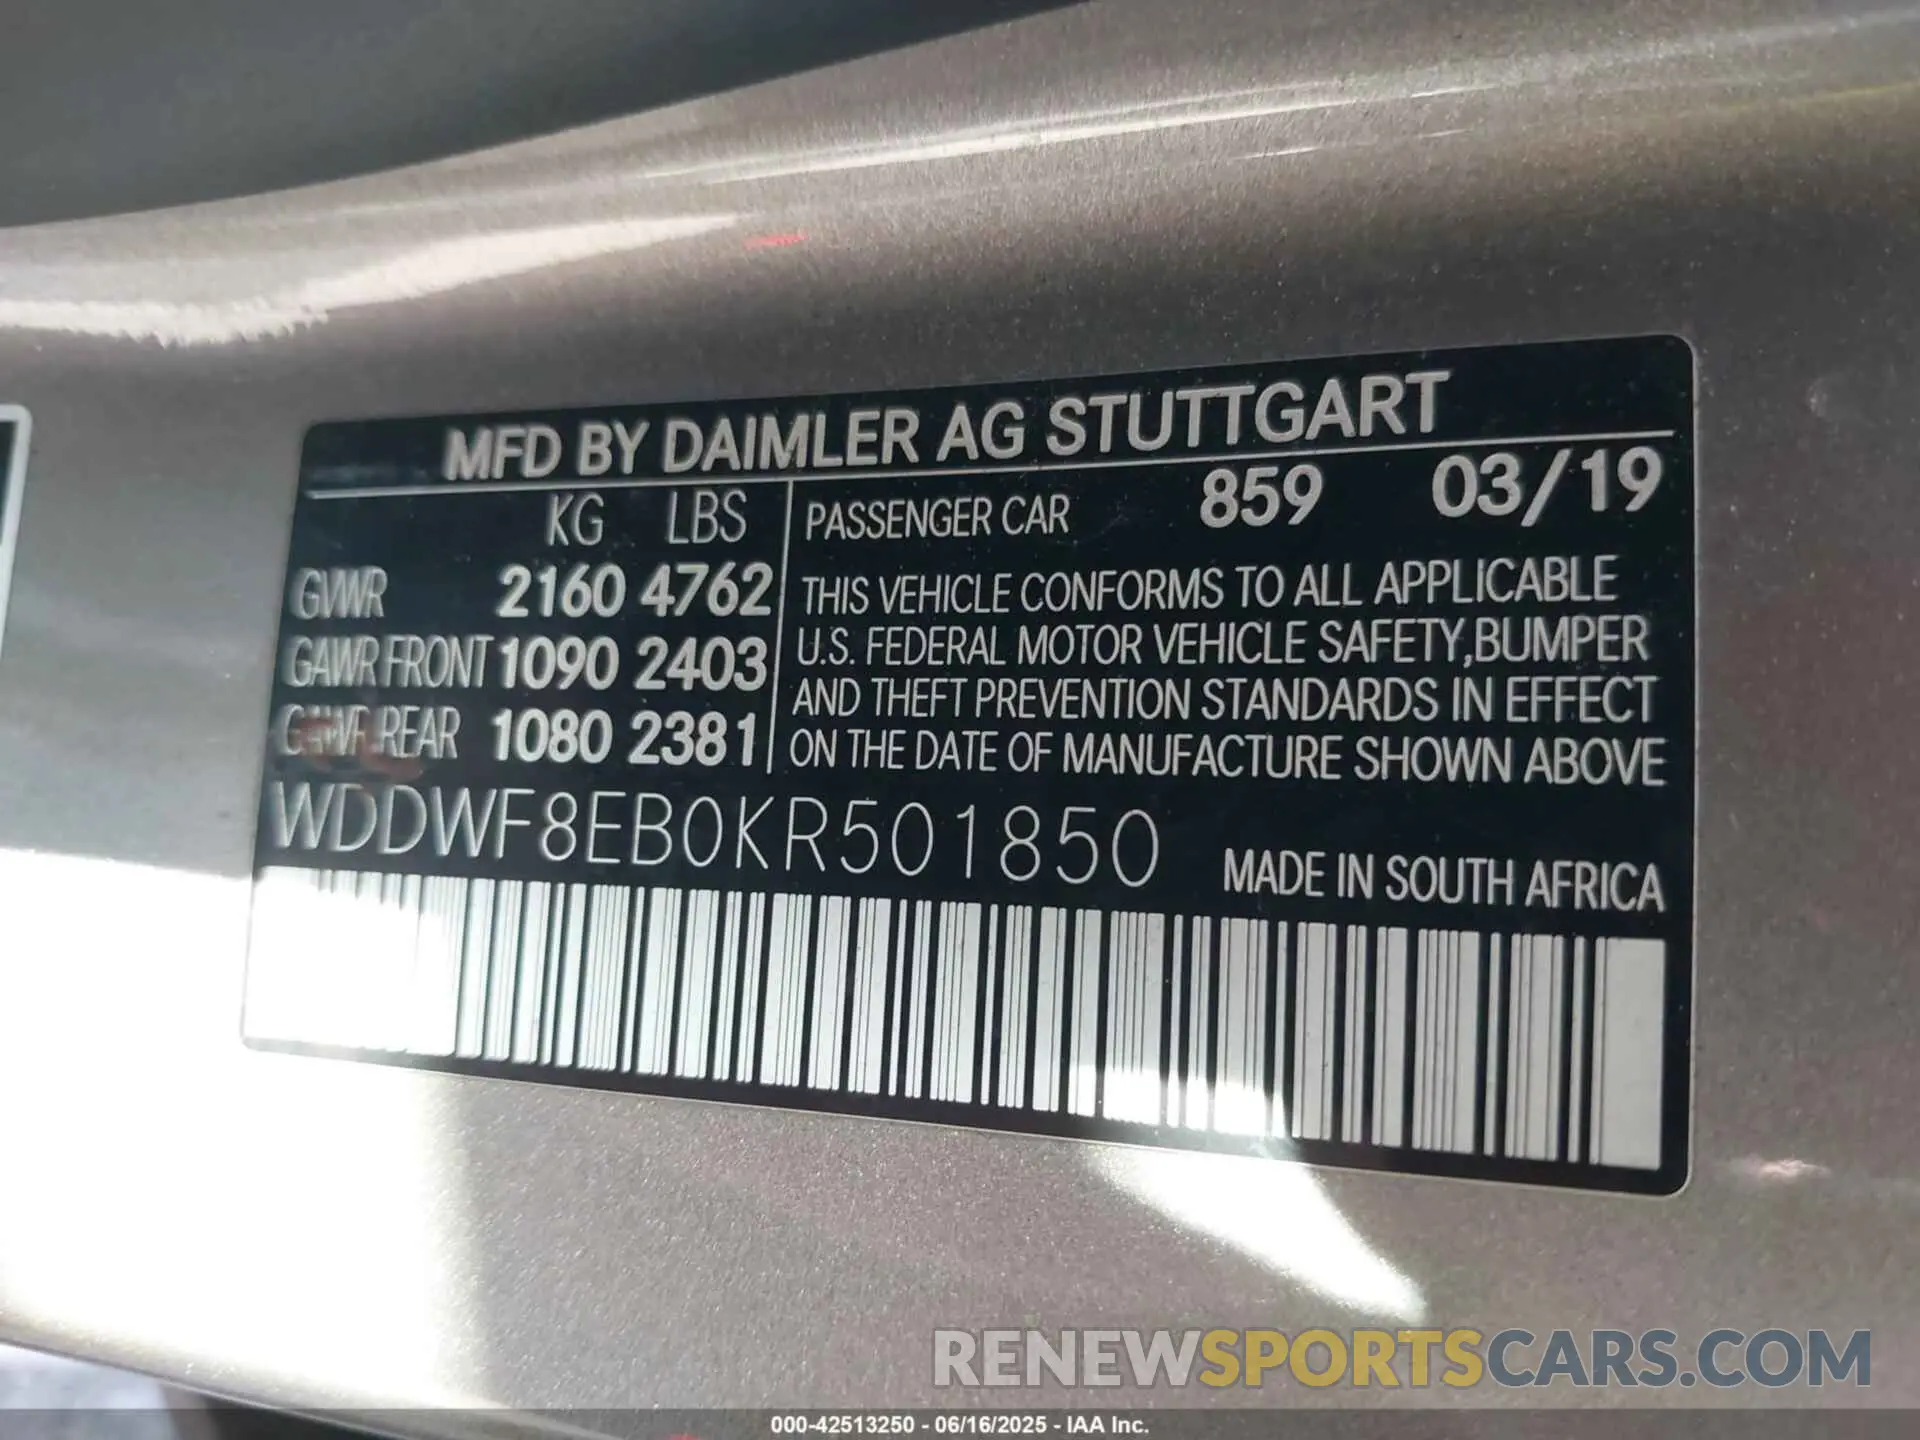 MFD BY DAIMLER AG STUTTGART
KG LBS
GVWR 2160 4762
GAWR FRONT 1090 2403
GAWR REAR 1080 2381
PASSENGER CAR 859 03/19
THIS VEHICLE CONFORMS TO ALL APPLICABLE
U.S. FEDERAL MOTOR VEHICLE SAFETY, BUMPER
AND THEFT PREVENTION STANDARDS IN EFFECT
ON THE DATE OF MANUFACTURE SHOWN ABOVE
WDDWF8EB0KR501850
MADE IN SOUTH AFRICA
RENEWSPORTSCARS.COM
000-42513250 - 06/16/2025 - IAA Inc.